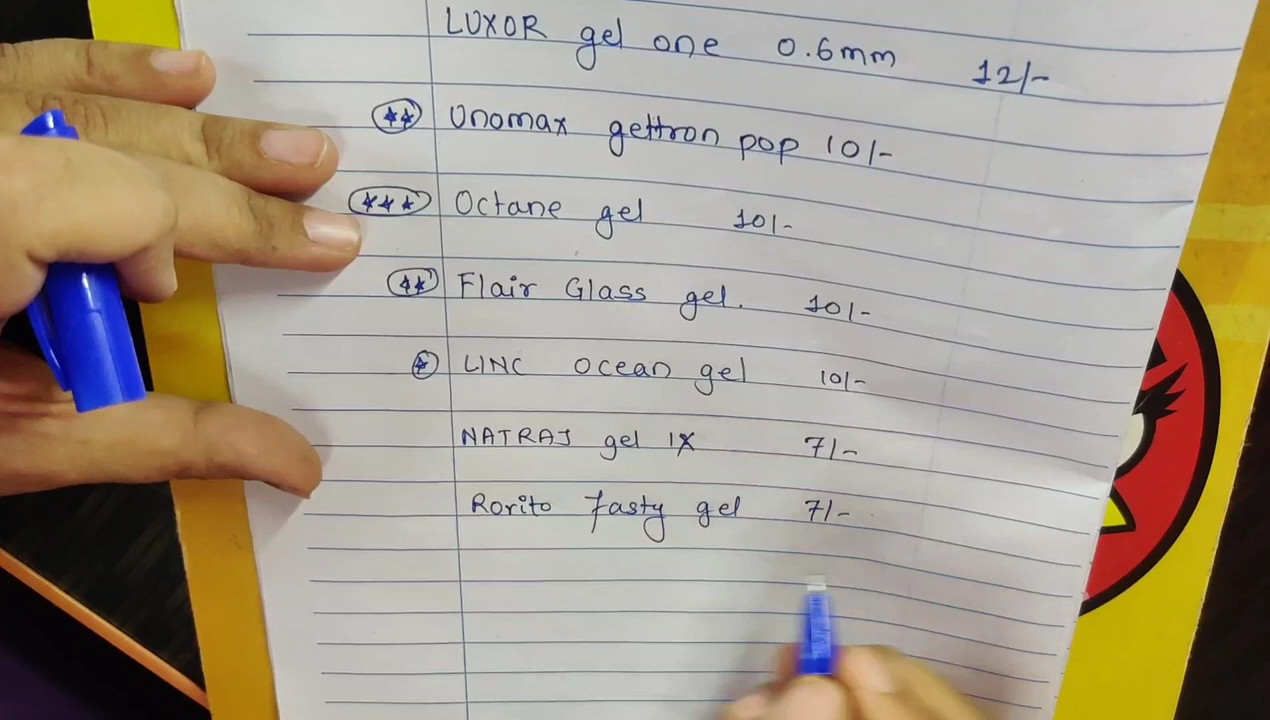 LUXOR gel one 0.6mm 12/-
** Unomax geltron pop 10/-
*** Octane gel 10/-
** Flair Glass gel. 10/-
* LINC Ocean gel 10/-
NATRAJ gel 1X 7/-
Rorito fasty gel 7/-